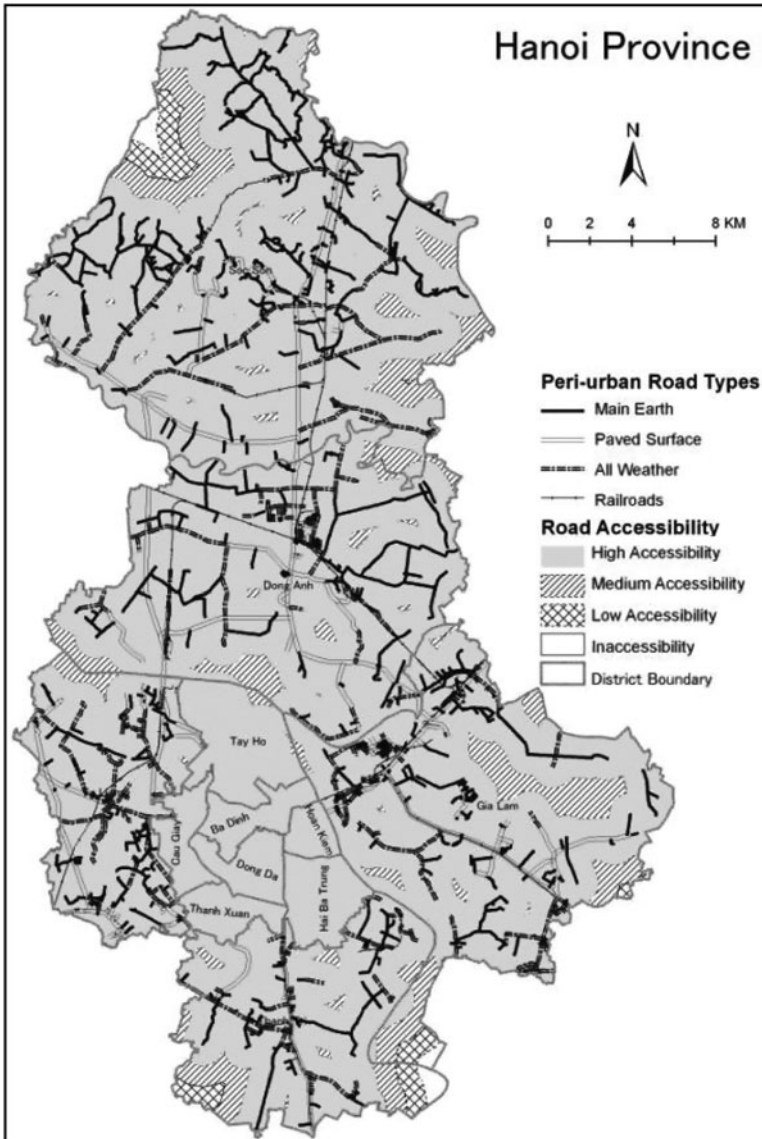 Hanoi Province
N
0 2 4 8 KM
Soc Son
Peri-urban Road Types
Main Earth
Paved Surface
All Weather
Railroads
Road Accessibility
High Accessibility
Medium Accessibility
Low Accessibility
Inaccessibility
District Boundary
Dong Anh
Tay Ho
Gia Lam
Ba Dinh
Hoan Kiem
Cau Giay
Dong Da
Hai Ba Trung
Thanh Xuan